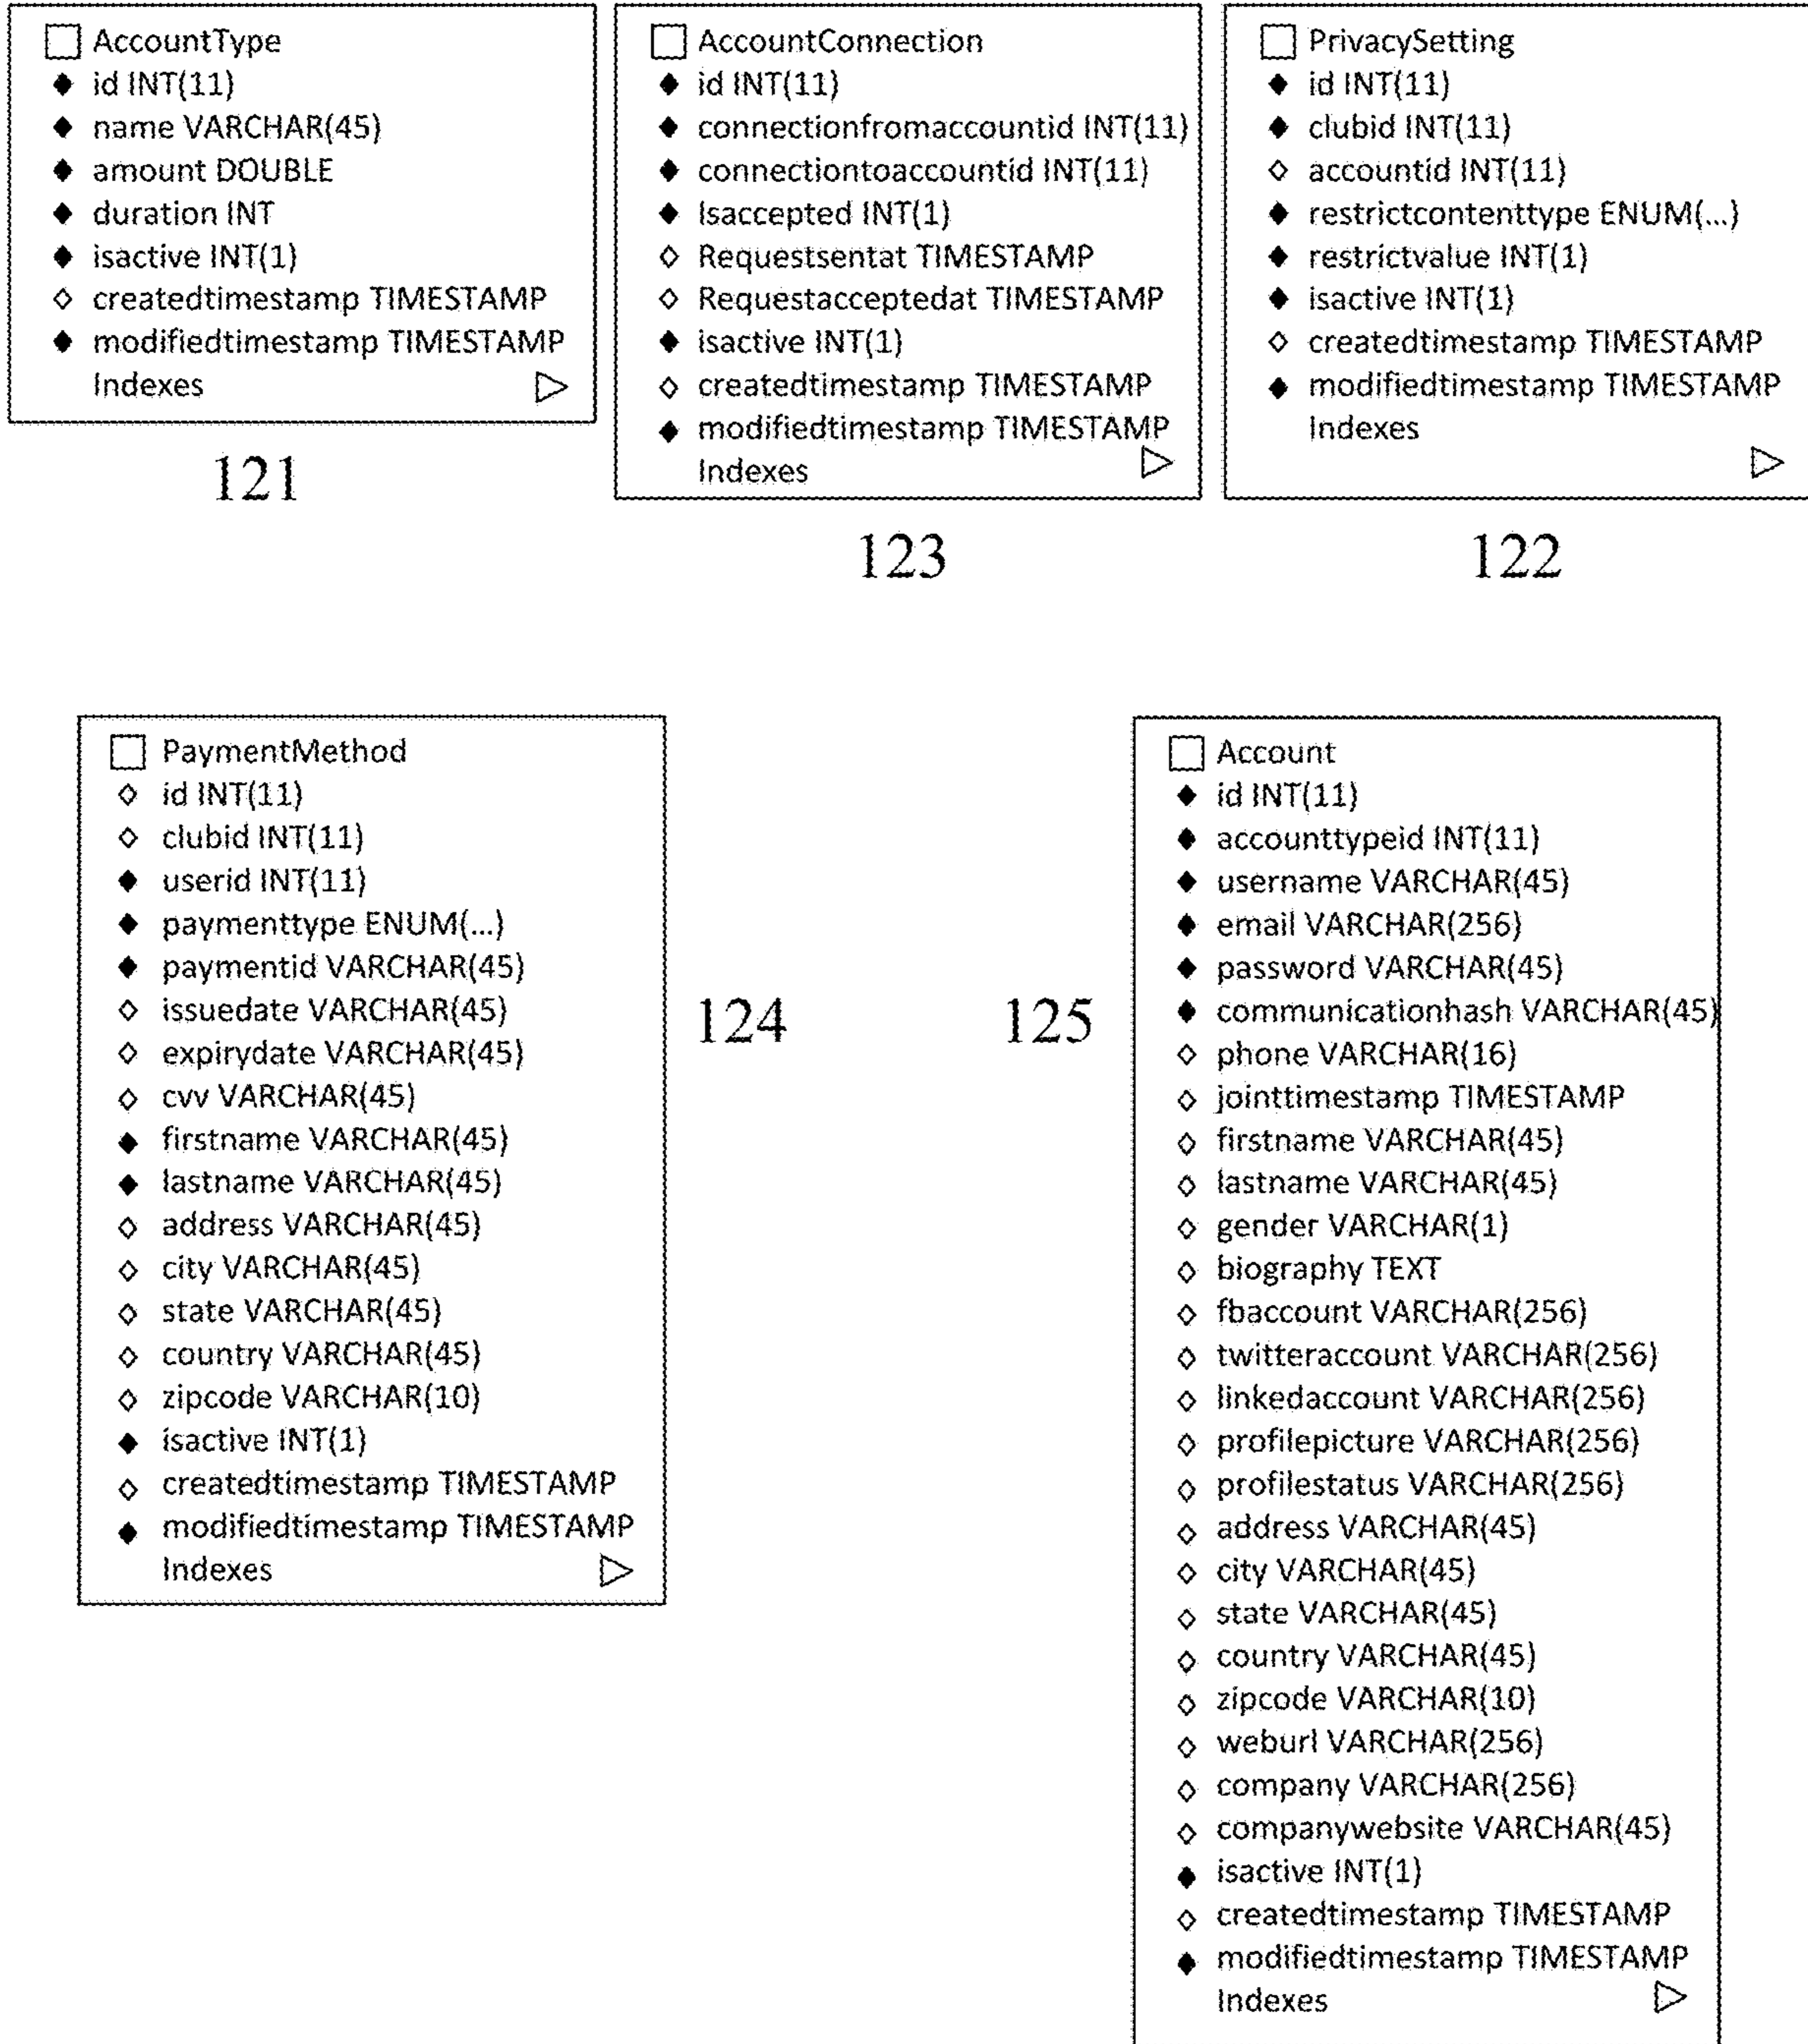 AccountType
id INT(11)
name VARCHAR(45)
amount DOUBLE
duration INT
isactive INT(1)
createdtimestamp TIMESTAMP
modifiedtimestamp TIMESTAMP
Indexes
121
AccountConnection
id INT(11)
connectionfromaccountid INT(11)
connectiontoaccountid INT(11)
Isaccepted INT(1)
Requestsentat TIMESTAMP
Requestacceptedat TIMESTAMP
isactive INT(1)
createdtimestamp TIMESTAMP
modifiedtimestamp TIMESTAMP
Indexes
123
PrivacySetting
id INT(11)
clubid INT(11)
accountid INT(11)
restrictcontenttype ENUM(...)
restrictvalue INT(1)
isactive INT(1)
createdtimestamp TIMESTAMP
modifiedtimestamp TIMESTAMP
Indexes
122
PaymentMethod
id INT(11)
clubid INT(11)
userid INT(11)
paymenttype ENUM(...)
paymentid VARCHAR(45)
issuedate VARCHAR(45)
expirydate VARCHAR(45)
cvv VARCHAR(45)
firstname VARCHAR(45)
lastname VARCHAR(45)
address VARCHAR(45)
city VARCHAR(45)
state VARCHAR(45)
country VARCHAR(45)
zipcode VARCHAR(10)
isactive INT(1)
createdtimestamp TIMESTAMP
modifiedtimestamp TIMESTAMP
Indexes
124
125
Account
id INT(11)
accounttypeid INT(11)
username VARCHAR(45)
email VARCHAR(256)
password VARCHAR(45)
communicationhash VARCHAR(45)
phone VARCHAR(16)
jointtimestamp TIMESTAMP
firstname VARCHAR(45)
lastname VARCHAR(45)
gender VARCHAR(1)
biography TEXT
fbaccount VARCHAR(256)
twitteraccount VARCHAR(256)
linkedaccount VARCHAR(256)
profilepicture VARCHAR(256)
profilestatus VARCHAR(256)
address VARCHAR(45)
city VARCHAR(45)
state VARCHAR(45)
country VARCHAR(45)
zipcode VARCHAR(10)
weburl VARCHAR(256)
company VARCHAR(256)
companywebsite VARCHAR(45)
isactive INT(1)
createdtimestamp TIMESTAMP
modifiedtimestamp TIMESTAMP
Indexes